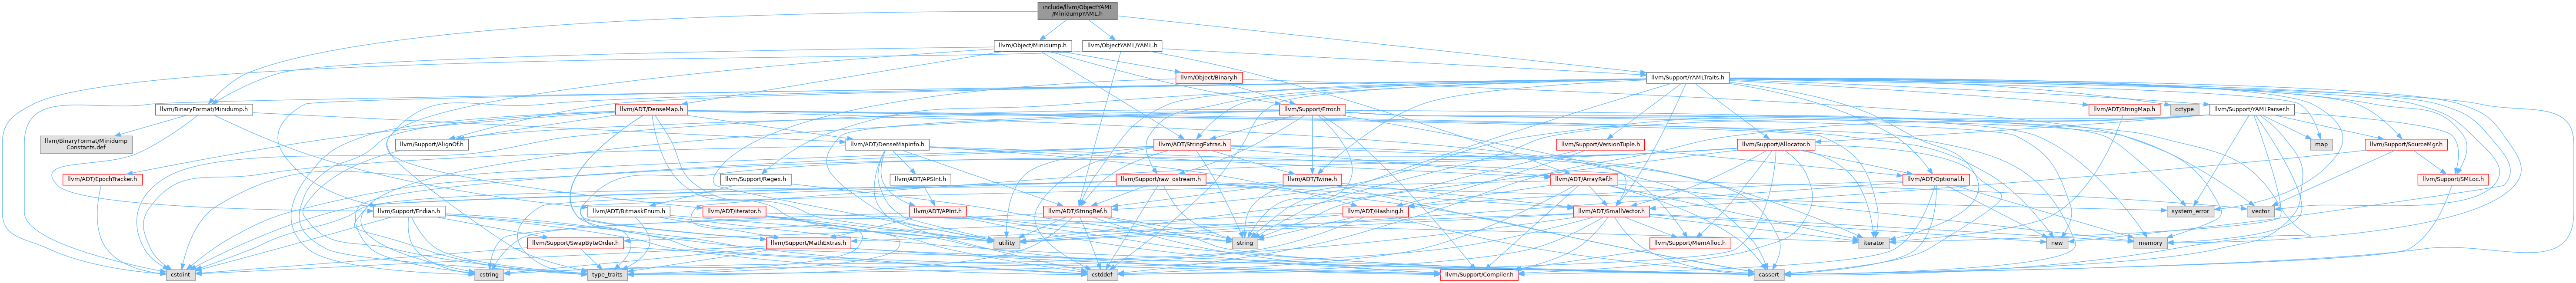 include/llvm/ObjectYAML
/MinidumpYAML.h
llvm/Object/Minidump.h
llvm/ObjectYAML/YAML.h
llvm/Object/Binary.h
llvm/Support/YAMLTraits.h
llvm/BinaryFormat/Minidump.h
llvm/ADT/DenseMap.h
llvm/Support/Error.h
llvm/ADT/StringMap.h
cctype
llvm/Support/YAMLParser.h
llvm/BinaryFormat/Minidump
Constants.def
llvm/Support/AlignOf.h
llvm/ADT/DenseMapInfo.h
llvm/ADT/StringExtras.h
llvm/Support/VersionTuple.h
llvm/Support/Allocator.h
map
llvm/Support/SourceMgr.h
llvm/ADT/EpochTracker.h
llvm/Support/Regex.h
llvm/ADT/APSInt.h
llvm/Support/raw_ostream.h
llvm/ADT/Twine.h
llvm/ADT/ArrayRef.h
llvm/ADT/Optional.h
llvm/Support/SMLoc.h
llvm/Support/Endian.h
llvm/ADT/BitmaskEnum.h
llvm/ADT/iterator.h
llvm/ADT/APInt.h
llvm/ADT/StringRef.h
llvm/ADT/Hashing.h
llvm/ADT/SmallVector.h
system_error
vector
llvm/Support/SwapByteOrder.h
llvm/Support/MathExtras.h
utility
string
llvm/Support/MemAlloc.h
iterator
new
memory
cstdint
cstring
type_traits
cstddef
llvm/Support/Compiler.h
cassert